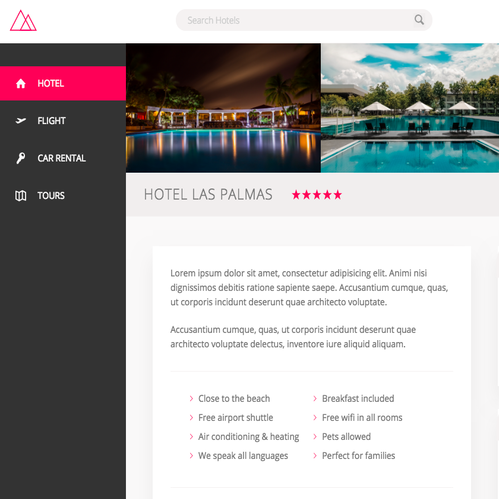 Search Hotels
HOTEL
FLIGHT
CAR RENTAL
TOURS
HOTEL LAS PALMAS
Lorem ipsum dolor sit amet, consectetur adipisicing elit. Animi nisi
dignissimos debitis ratione sapiente saepe. Accusantium cumque, quas,
ut corporis incidunt deserunt quae architecto voluptate.
Accusantium cumque, quas, ut corporis incidunt deserunt quae
architecto voluptate delectus, inventore iure aliquid aliquam.
Close to the beach
Breakfast included
Free airport shuttle
Free wifi in all rooms
Air conditioning & heating
Pets allowed
We speak all languages
Perfect for families